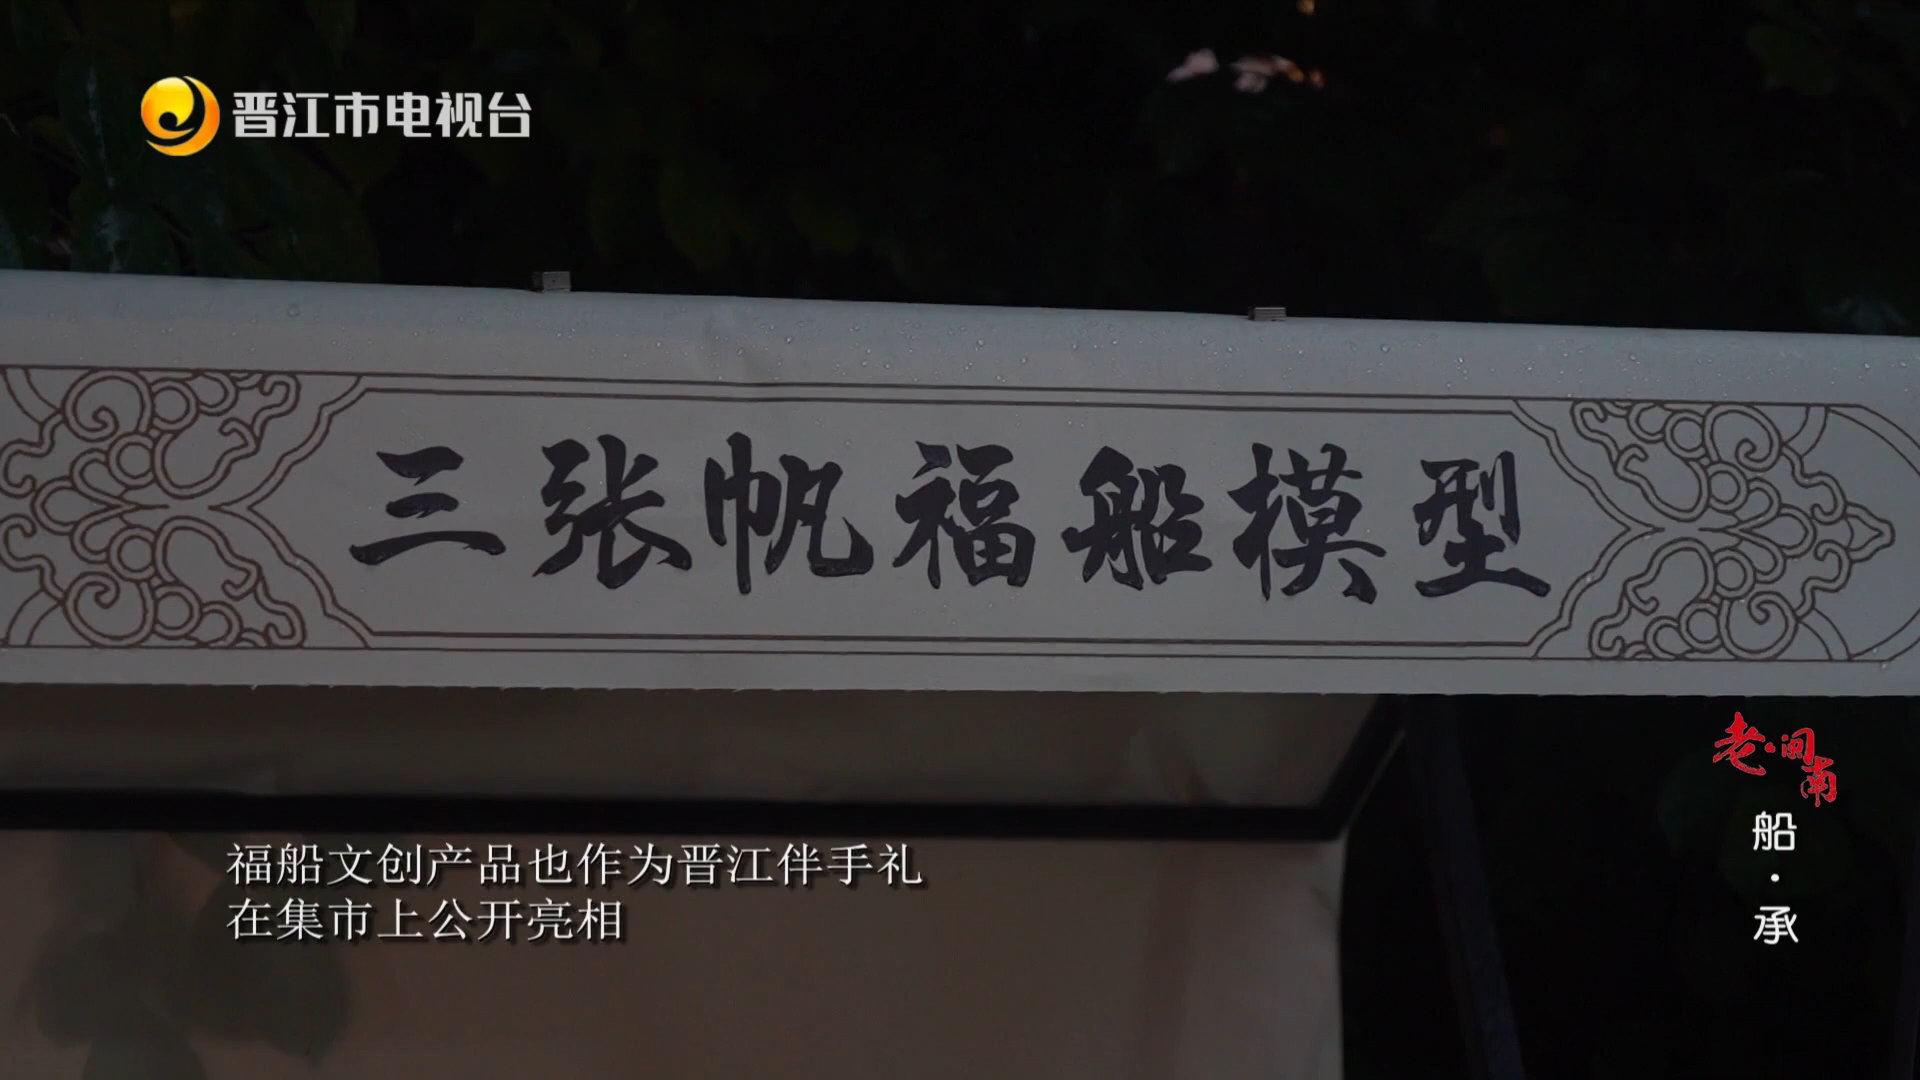 晋江市电视台
三张帆福船模型
老·闽南
船·承
福船文创产品也作为晋江伴手礼
在集市上公开亮相